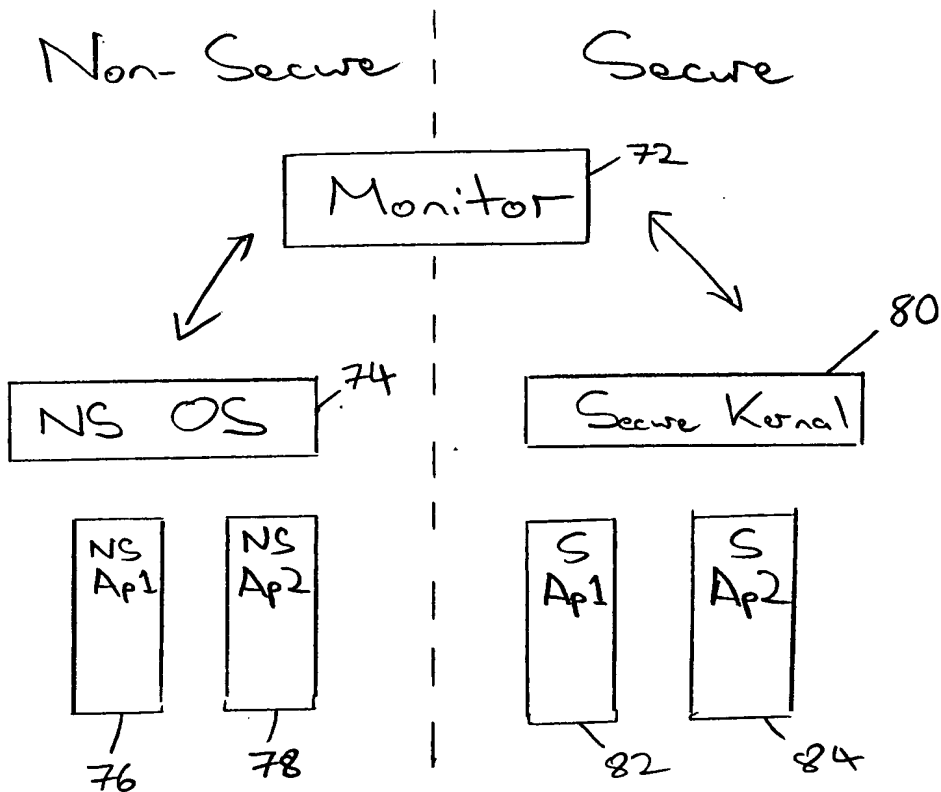 Non-Secure
Secure
Monitor
72
NS OS
74
Secure Kernal
80
NS
Ap1
76
NS
Ap2
78
S
Ap1
82
S
Ap2
84